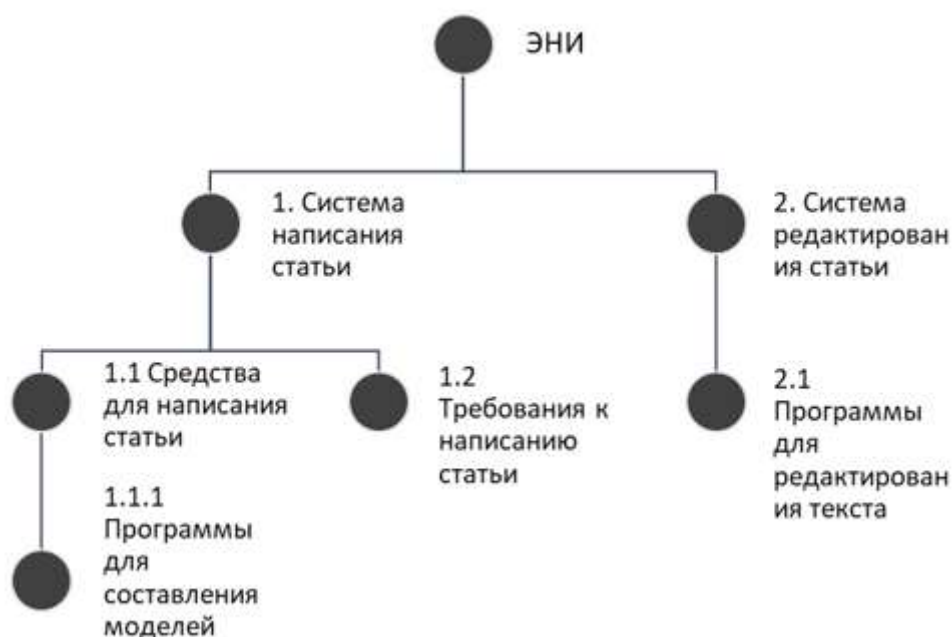 ЭНИ
1. Система
написания
статьи
2. Система
редактирован
ия статьи
1.1 Средства
для написания
статьи
1.2
Требования к
написанию
статьи
2.1
Программы
для
редактирован
ия текста
1.1.1
Программы
для
составления
моделей